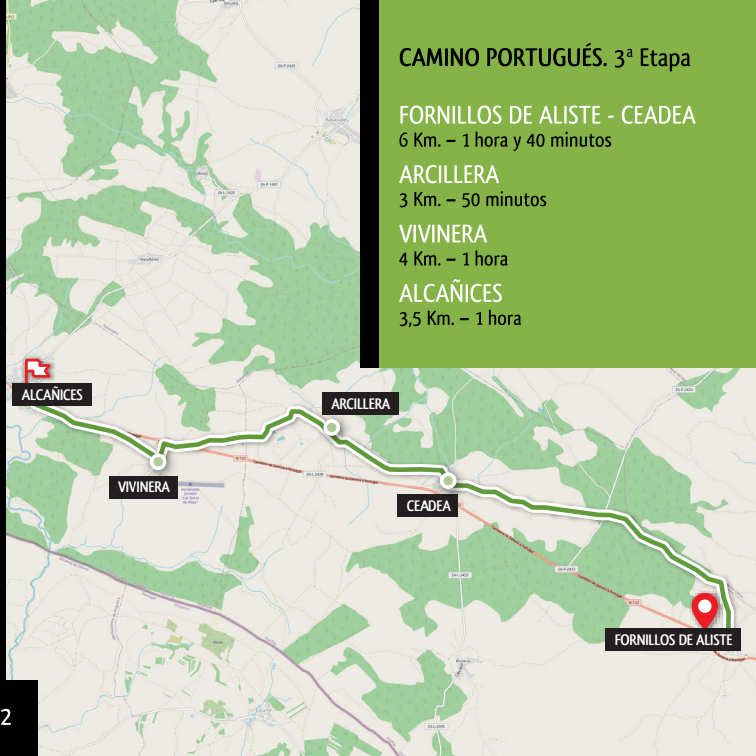 CAMINO PORTUGUÉS. 3ª Etapa
FORNILLOS DE ALISTE - CEADEA
6 Km. – 1 hora y 40 minutos
ARCILLERA
3 Km. – 50 minutos
VIVINERA
4 Km. – 1 hora
ALCAÑICES
3,5 Km. – 1 hora
ALCAÑICES
ARCILLERA
VIVINERA
CEADEA
FORNILLOS DE ALISTE
N-122
N-122
2